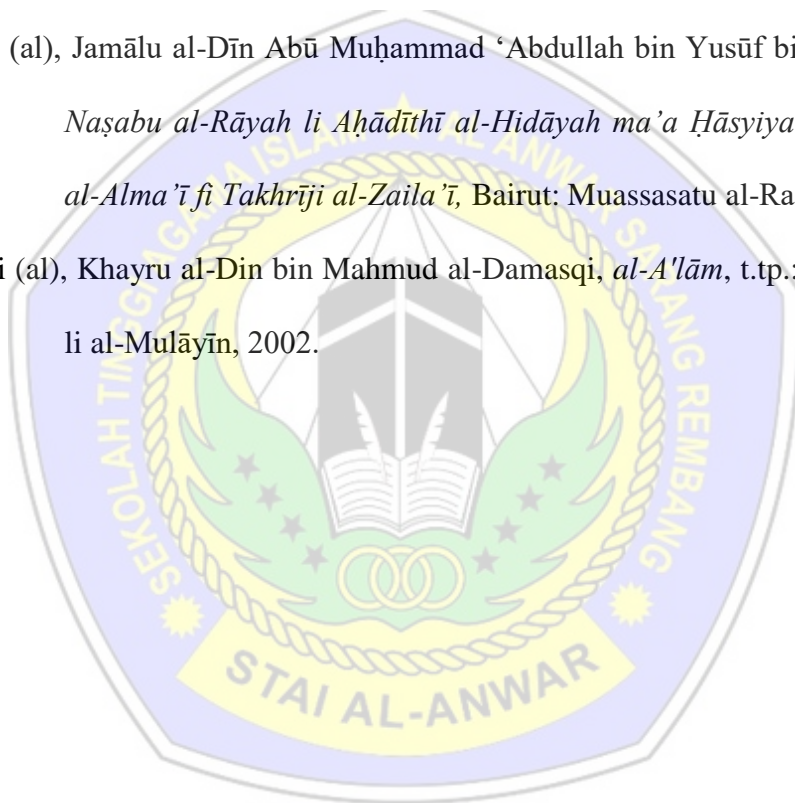 (al), Jamālu al-Dīn Abū Muḥammad ‘Abdullah bin Yusūf bi
Naṣabu al-Rāyah li Aḥādīthī al-Hidāyah ma’a Ḥāsyiya
al-Alma’ī fi Takhrīji al-Zaila’ī, Bairut: Muassasatu al-Ra
i (al), Khayru al-Din bin Mahmud al-Damasqi, al-A'lām, t.tp.:
li al-Mulāyīn, 2002.
SEKOLAH TINGGI AGAMA ISLAM AL ANWAR SARANG REMBANG
STAI AL-ANWAR